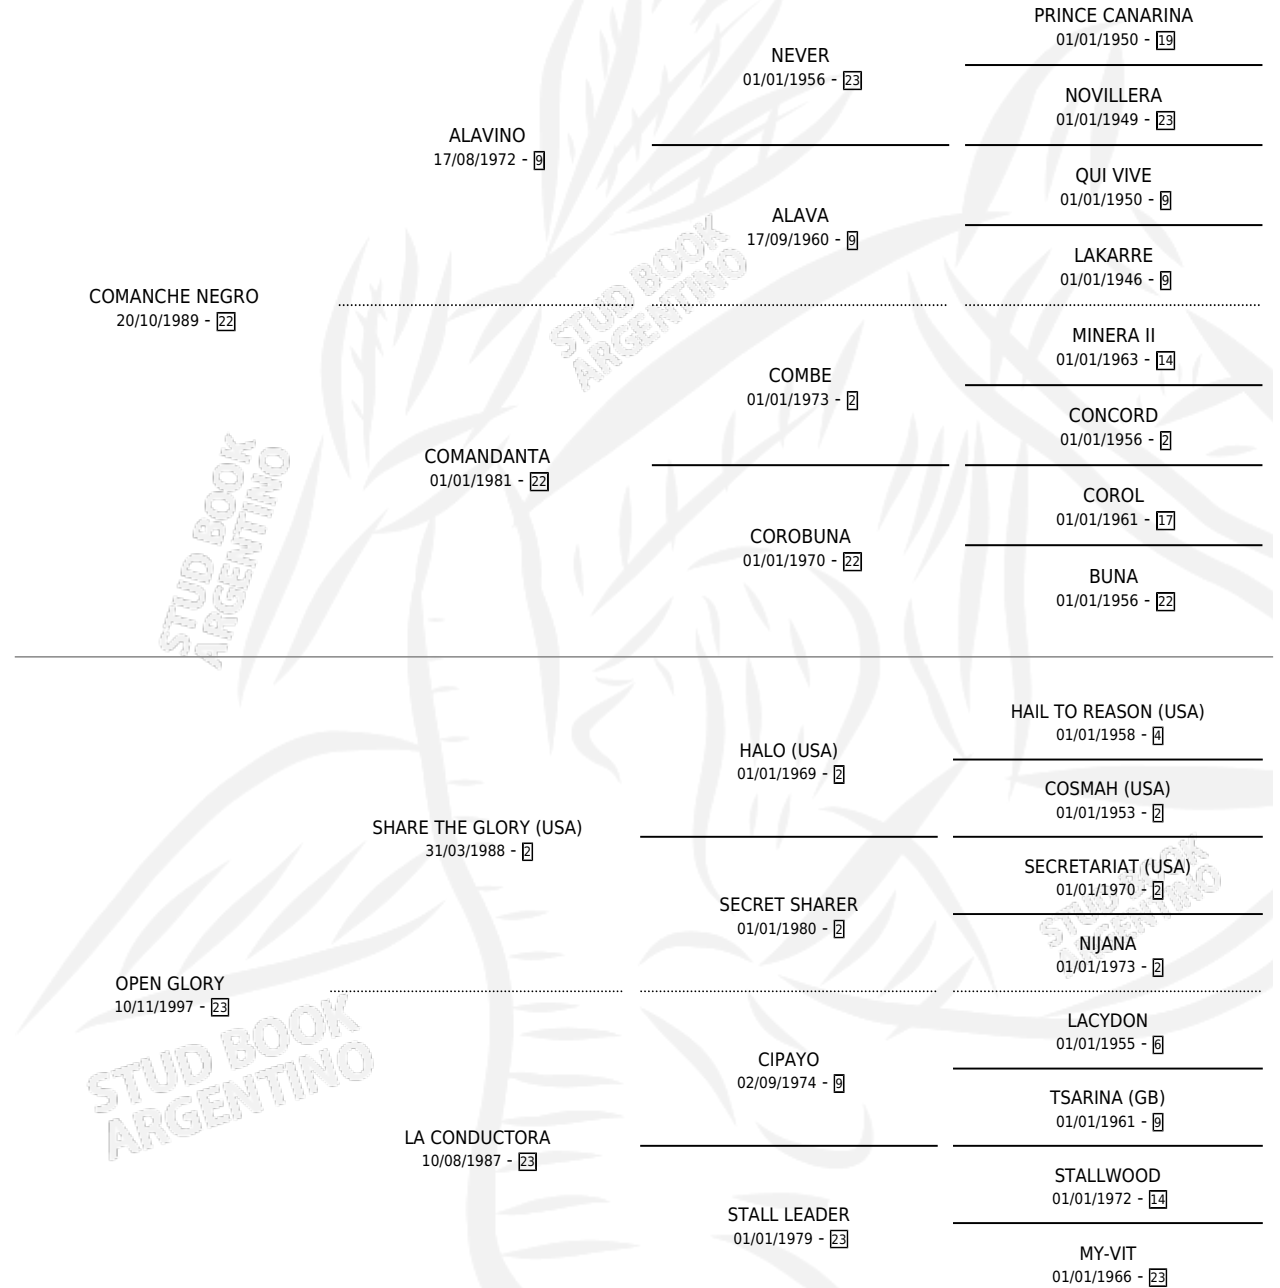 PRINCE CANARINA
01/01/1950 - 19
NEVER
01/01/1956 - 23
NOVILLERA
01/01/1949 - 23
ALAVINO
17/08/1972 - 9
QUI VIVE
01/01/1950 - 9
ALAVA
17/09/1960 - 9
LAKARRE
01/01/1946 - 9
COMANCHE NEGRO
20/10/1989 - 22
MINERA II
01/01/1963 - 14
COMBE
01/01/1973 - 2
CONCORD
01/01/1956 - 2
COMANDANTA
01/01/1981 - 22
COROL
01/01/1961 - 17
COROBUNA
01/01/1970 - 22
BUNA
01/01/1956 - 22
HAIL TO REASON (USA)
01/01/1958 - 4
HALO (USA)
01/01/1969 - 2
COSMAH (USA)
01/01/1953 - 2
SHARE THE GLORY (USA)
31/03/1988 - 2
SECRETARIAT (USA)
01/01/1970 - 2
SECRET SHARER
01/01/1980 - 2
NIJANA
01/01/1973 - 2
OPEN GLORY
10/11/1997 - 23
LACYDON
01/01/1955 - 6
CIPAYO
02/09/1974 - 9
TSARINA (GB)
01/01/1961 - 9
LA CONDUCTORA
10/08/1987 - 23
STALLWOOD
01/01/1972 - 14
STALL LEADER
01/01/1979 - 23
MY-VIT
01/01/1966 - 23
STUD BOOK
ARGENTINO
STUD BOOK
ARGENTINO
STUD BOOK
ARGENTINO
STUD BOOK
ARGENTINO